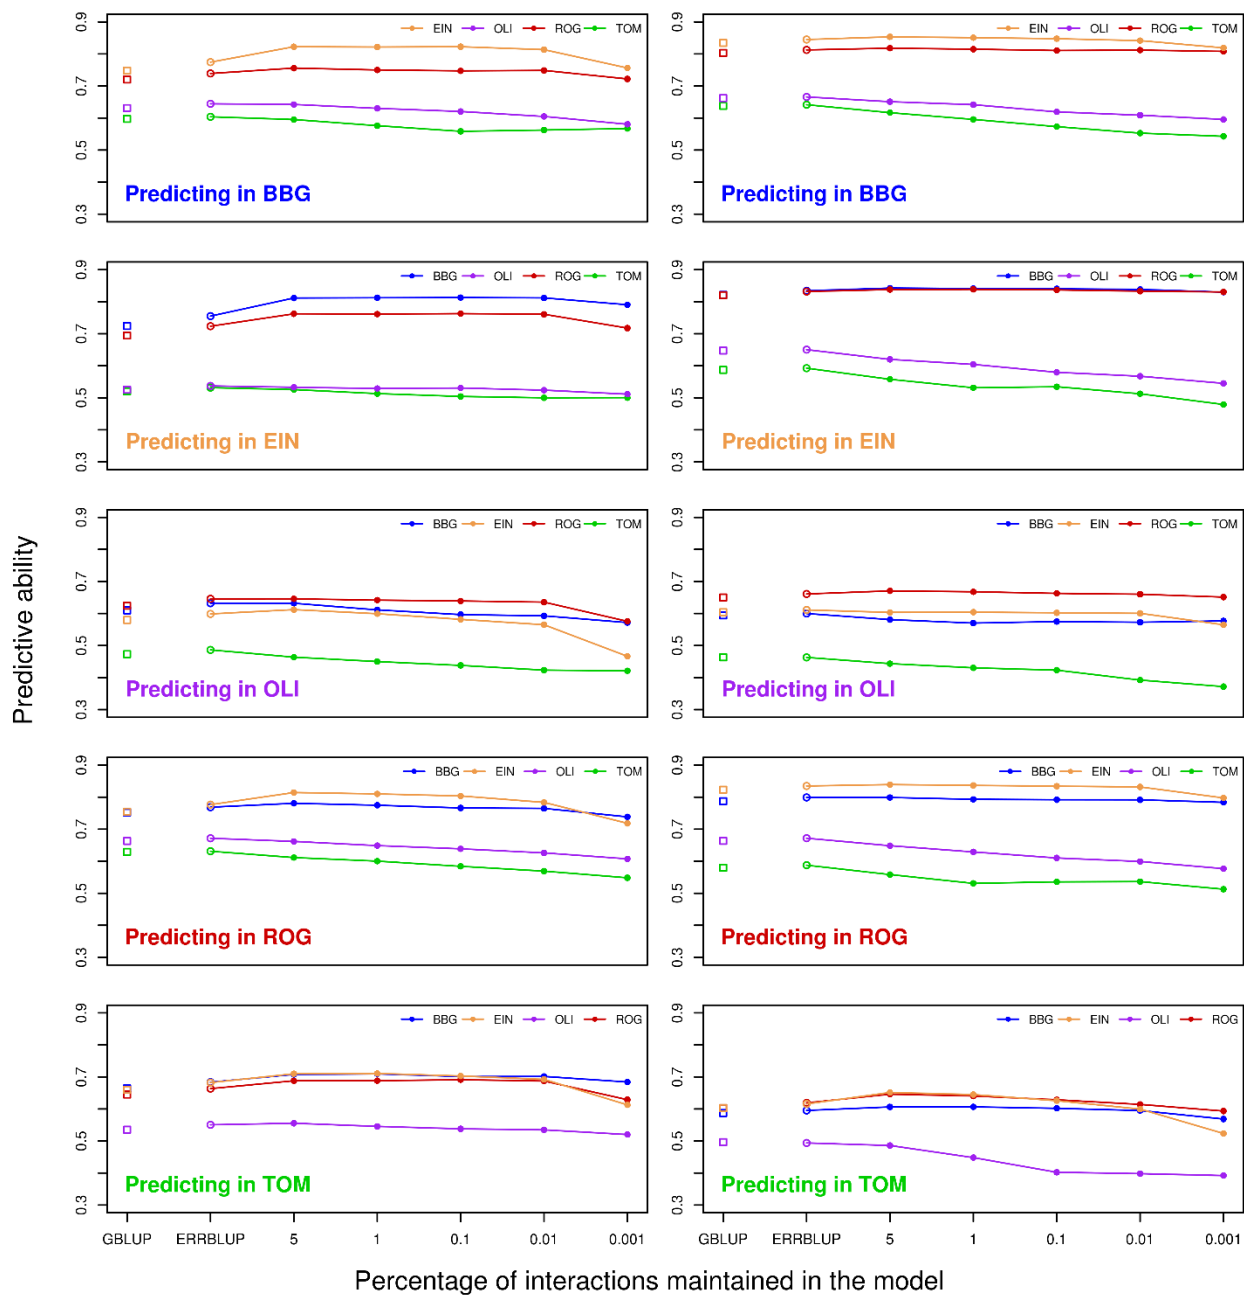 Predictive ability
0.9
0.7
0.5
0.3
EIN OLI ROG TOM
Predicting in BBG
0.9
0.7
0.5
0.3
EIN OLI ROG TOM
Predicting in BBG
0.9
0.7
0.5
0.3
BBG OLI ROG TOM
Predicting in EIN
0.9
0.7
0.5
0.3
BBG OLI ROG TOM
Predicting in EIN
0.9
0.7
0.5
0.3
BBG EIN ROG TOM
Predicting in OLI
0.9
0.7
0.5
0.3
BBG EIN ROG TOM
Predicting in OLI
0.9
0.7
0.5
0.3
BBG EIN OLI TOM
Predicting in ROG
0.9
0.7
0.5
0.3
BBG EIN OLI TOM
Predicting in ROG
0.9
0.7
0.5
0.3
BBG EIN OLI ROG
Predicting in TOM
0.9
0.7
0.5
0.3
BBG EIN OLI ROG
Predicting in TOM
GBLUP ERRBLUP 5 1 0.1 0.01 0.001
GBLUP ERRBLUP 5 1 0.1 0.01 0.001
Percentage of interactions maintained in the model